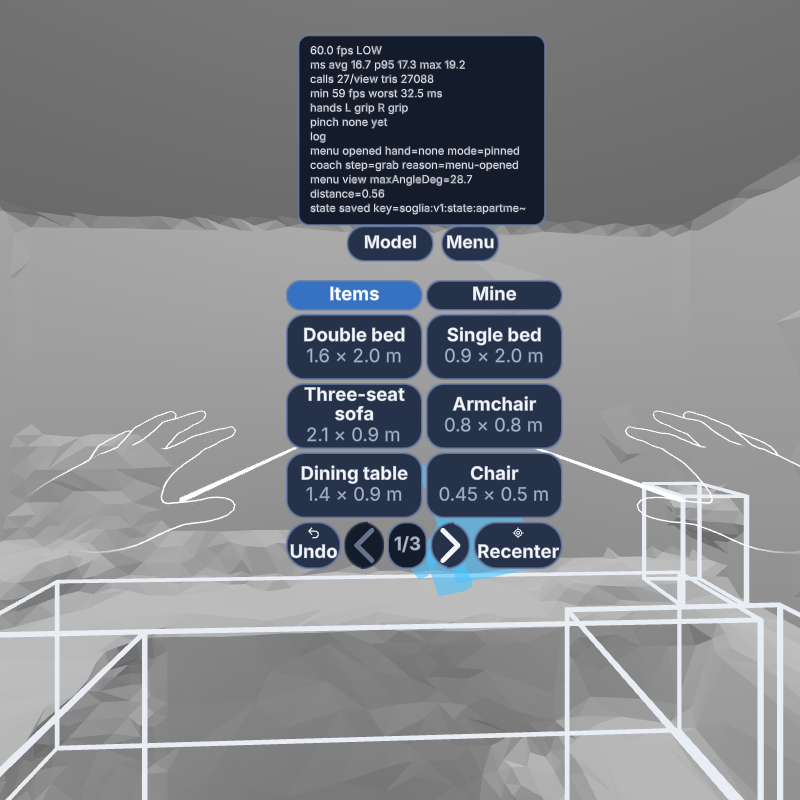 60.0 fps LOW
ms avg 16.7 p95 17.3 max 19.2
calls 27/view tris 27088
min 59 fps worst 32.5 ms
hands L grip R grip
pinch none yet
log
menu opened hand=none mode=pinned
coach step=grab reason=menu-opened
menu view maxAngleDeg=28.7
distance=0.56
state saved key=soglia:v1:state:apartme~
Model Menu
Items Mine
Double bed Single bed
1.6 × 2.0 m 0.9 × 2.0 m
Three-seat
sofa
2.1 × 0.9 m
Armchair
0.8 × 0.8 m
Dining table Chair
1.4 × 0.9 m 0.45 × 0.5 m
Undo 1/3 Recenter